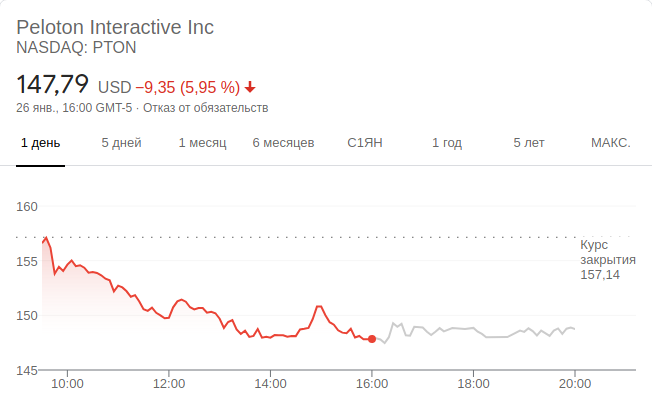 Peloton Interactive Inc
NASDAQ: PTON
147,79 USD −9,35 (5,95 %)
26 янв., 16:00 GMT-5 · Отказ от обязательств
1 день 5 дней 1 месяц 6 месяцев С1ЯН 1 год 5 лет МАКС.
160
155
150
145
Курс
закрытия
157,14
10:00 12:00 14:00 16:00 18:00 20:00